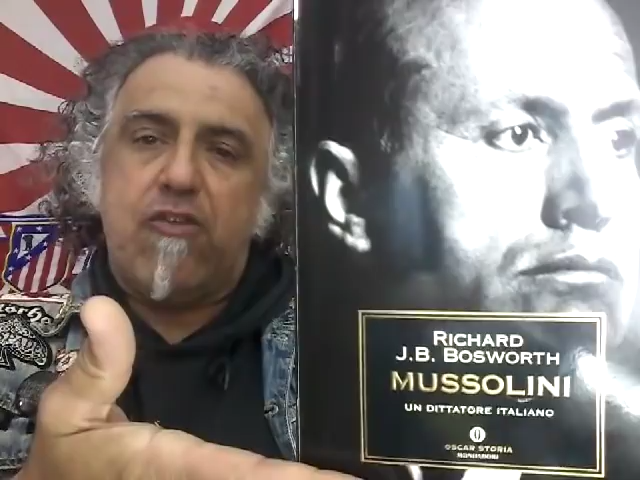 RICHARD
J.B. BOSWORTH
MUSSOLINI
UN DITTATORE ITALIANO
OSCAR STORIA
MONDADORI